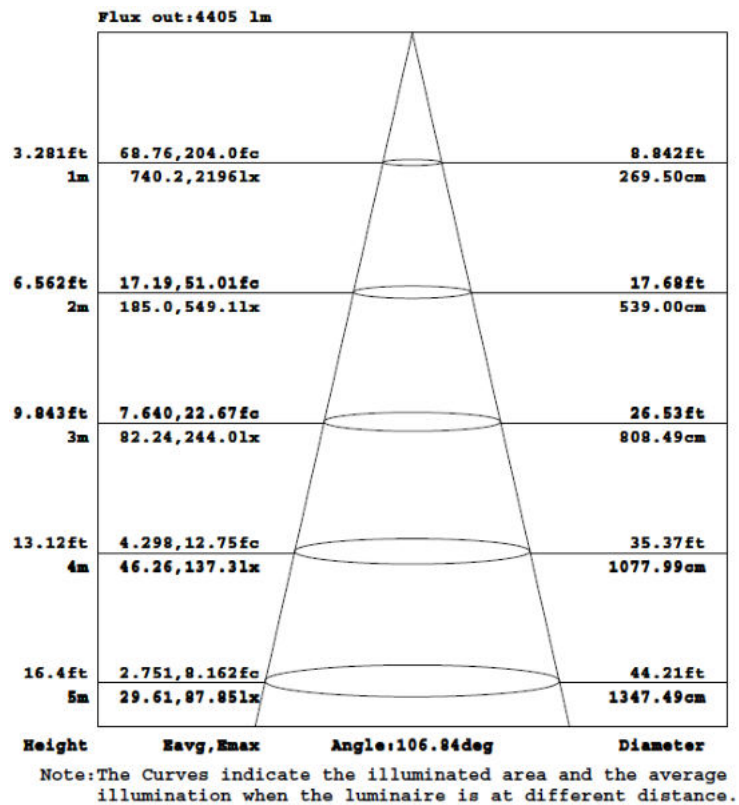 Flux out:4405 lm
3.281ft 68.76,204.0fc 8.842ft
1m 740.2,2196lx 269.50cm
6.562ft 17.19,51.01fc 17.68ft
2m 185.0,549.1lx 539.00cm
9.843ft 7.640,22.67fc 26.53ft
3m 82.24,244.0lx 808.49cm
13.12ft 4.298,12.75fc 35.37ft
4m 46.26,137.3lx 1077.99cm
16.4ft 2.751,8.162fc 44.21ft
5m 29.61,87.85lx 1347.49cm
Height Eavg,Emax Angle:106.84deg Diameter
Note:The Curves indicate the illuminated area and the average
illumination when the luminaire is at different distance.